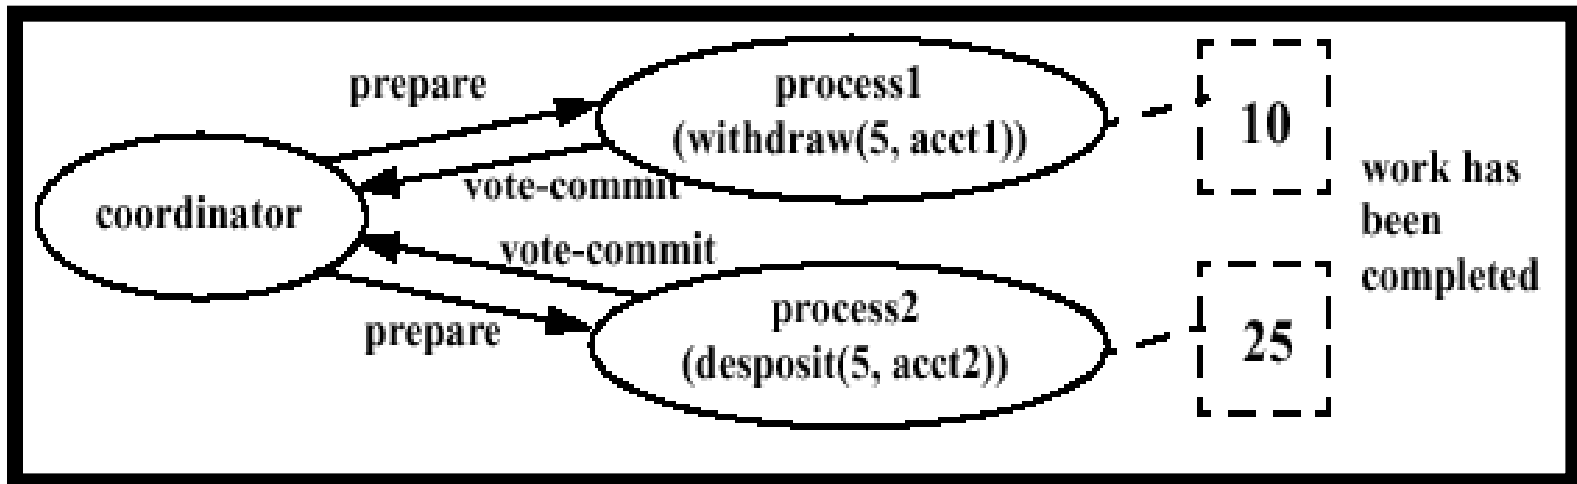 prepare
process1
(withdraw(5, acct1))
10
vote-commit
work has
been
completed
coordinator
vote-commit
prepare
process2
(desposit(5, acct2))
25